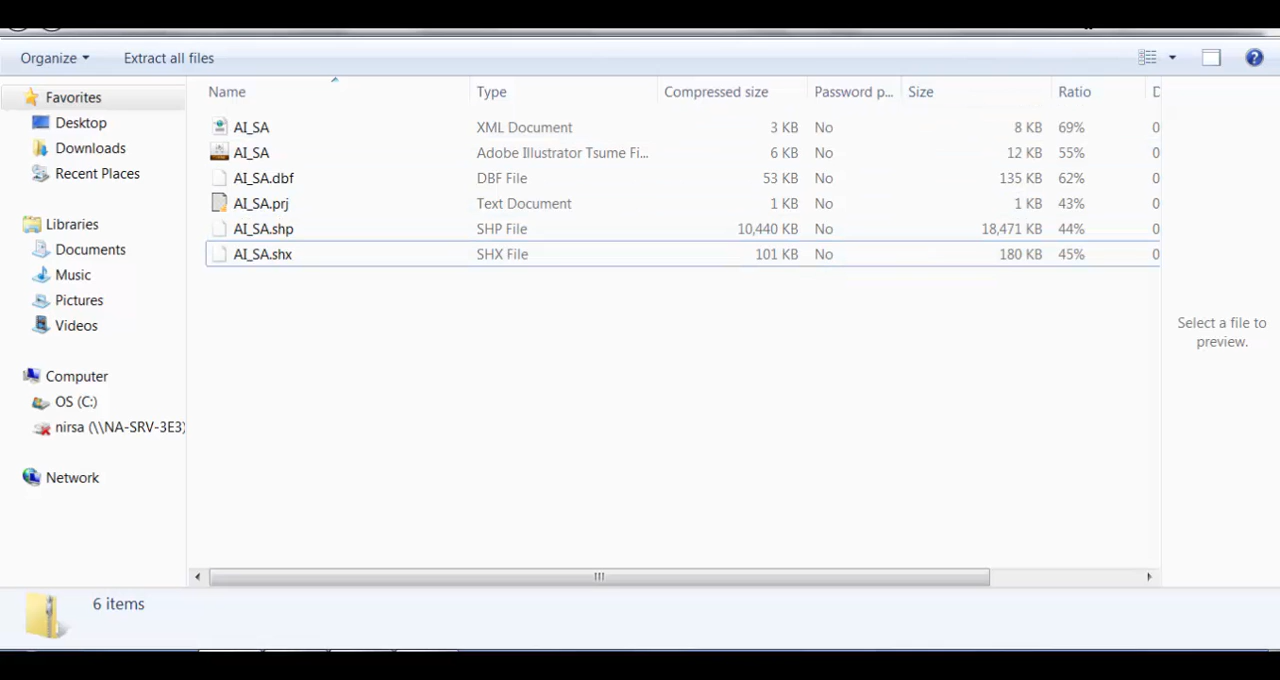 Organize Extract all files
Favorites
Desktop
Downloads
Recent Places
Libraries
Documents
Music
Pictures
Videos
Computer
OS (C:)
nirsa (\\NA-SRV-3E3)
Network
Name Type Compressed size Password p... Size Ratio D
AI_SA XML Document 3 KB No 8 KB 69% 0
AI_SA Adobe Illustrator Tsume Fi... 6 KB No 12 KB 55% 0
AI_SA.dbf DBF File 53 KB No 135 KB 62% 0
AI_SA.prj Text Document 1 KB No 1 KB 43% 0
AI_SA.shp SHP File 10,440 KB No 18,471 KB 44% 0
AI_SA.shx SHX File 101 KB No 180 KB 45% 0
Select a file to
preview.
6 items